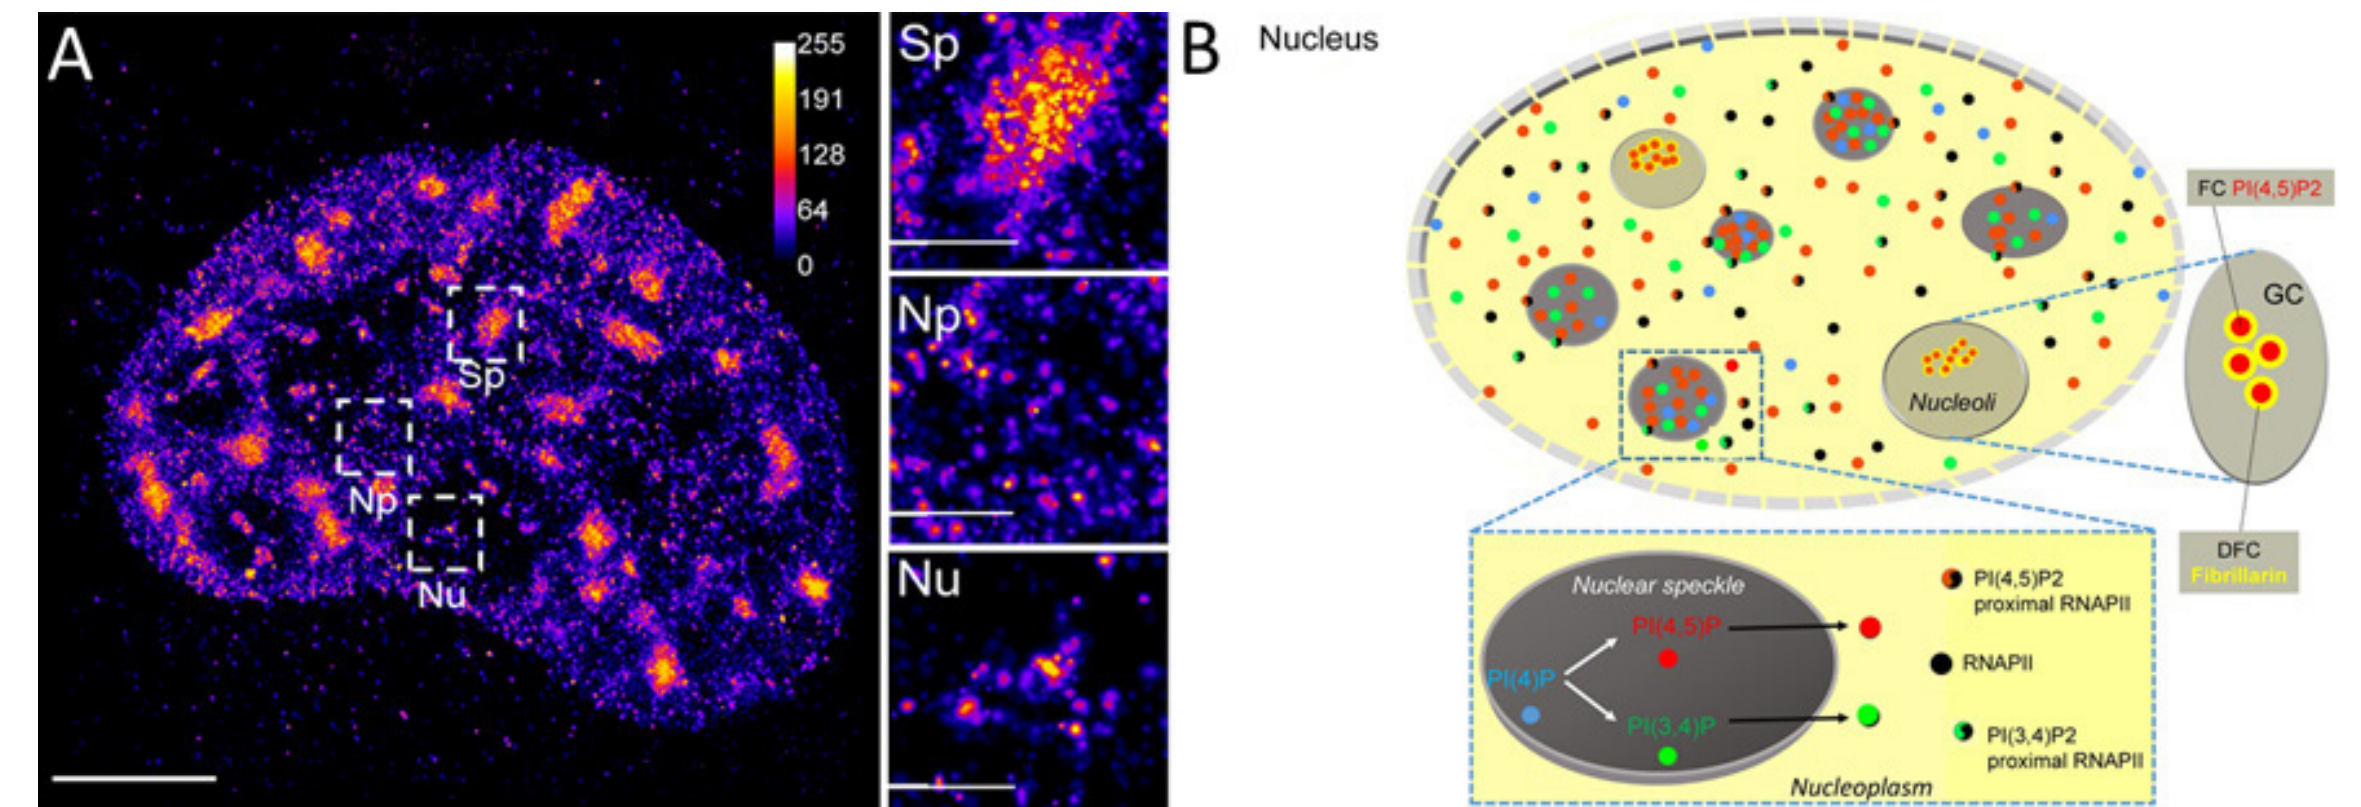 A
255
191
128
64
0
Sp
Np
Nu
Sp
Np
Nu
B
Nucleus
FC PI(4,5)P2
GC
Nucleoli
DFC
Fibrillarin
Nuclear speckle
PI(4,5)P
PI(4)P
PI(3,4)P
PI(4,5)P2
proximal RNAPII
RNAPII
PI(3,4)P2
proximal RNAPII
Nucleoplasm